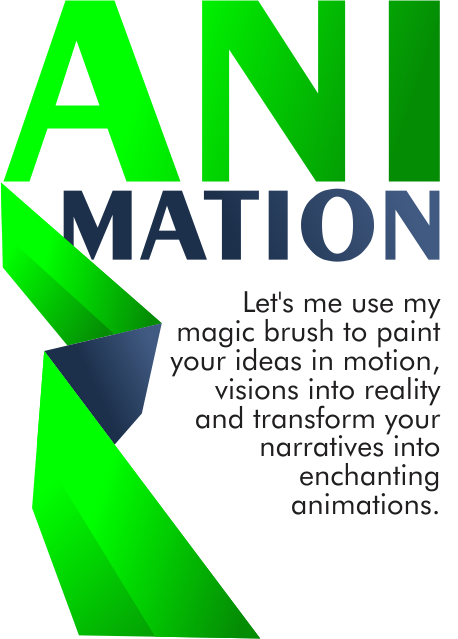 ANI
MATION
Let's me use my
magic brush to paint
your ideas in motion,
visions into reality
and transform your
narratives into
enchanting
animations.